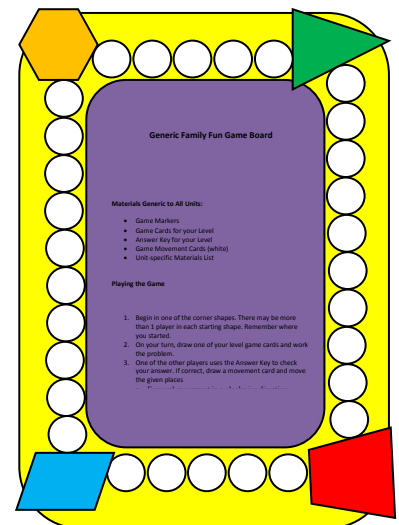 Generic Family Fun Game Board
Materials Generic to All Units:
• Game Markers
• Game Cards for your Level
• Answer Key for your Level
• Game Movement Cards (white)
• Unit-specific Materials List
Playing the Game
1. Begin in one of the corner shapes. There may be more
than 1 player in each starting shape. Remember where
you started.
2. On your turn, draw one of your level game cards and work
the problem.
3. One of the other players uses the Answer Key to check
your answer. If correct, draw a movement card and move
the given places